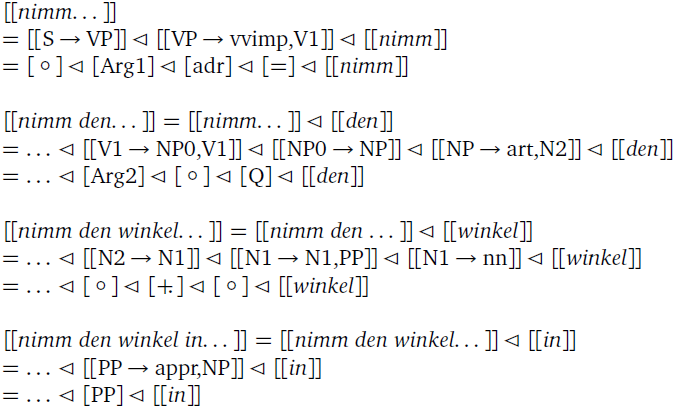 [[nimm. . . ]]
= [[S → VP]] ⊲ [[VP → vvimp,V1]] ⊲ [[nimm]]
= [ ∘ ] ⊲ [Arg1] ⊲ [adr] ⊲ [=] ⊲ [[nimm]]
[[nimm den. . . ]] = [[nimm. . . ]] ⊲ [[den]]
= . . . ⊲ [[V1 → NP0,V1]] ⊲ [[NP0 → NP]] ⊲ [[NP → art,N2]] ⊲ [[den]]
= . . . ⊲ [Arg2] ⊲ [ ∘ ] ⊲ [Q] ⊲ [[den]]
[[nimm den winkel. . . ]] = [[nimm den . . . ]] ⊲ [[winkel]]
= . . . ⊲ [[N2 → N1]] ⊲ [[N1 → N1,PP]] ⊲ [[N1 → nn]] ⊲ [[winkel]]
= . . . ⊲ [ ∘ ] ⊲ [∔] ⊲ [ ∘ ] ⊲ [[winkel]]
[[nimm den winkel in. . . ]] = [[nimm den winkel. . . ]] ⊲ [[in]]
= . . . ⊲ [[PP → appr,NP]] ⊲ [[in]]
= . . . ⊲ [PP] ⊲ [[in]]